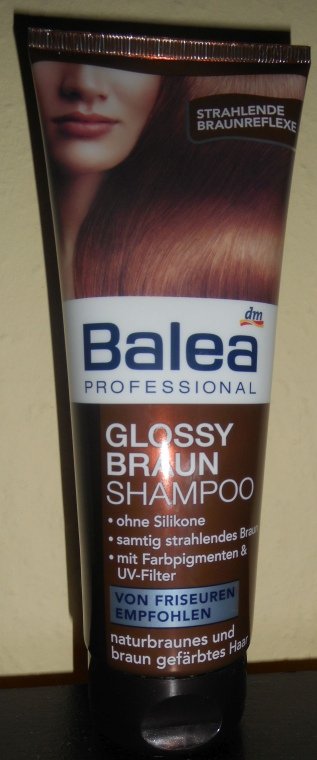 STRAHLENDE
BRAUNREFLEXE
dm
Balea
PROFESSIONAL
GLOSSY
BRAUN
SHAMPOO
• ohne Silikone
• samtig strahlendes Braun
• mit Farbpigmenten &
UV-Filter
VON FRISEUREN
EMPFOHLEN
naturbraunes und
braun gefärbtes Haar